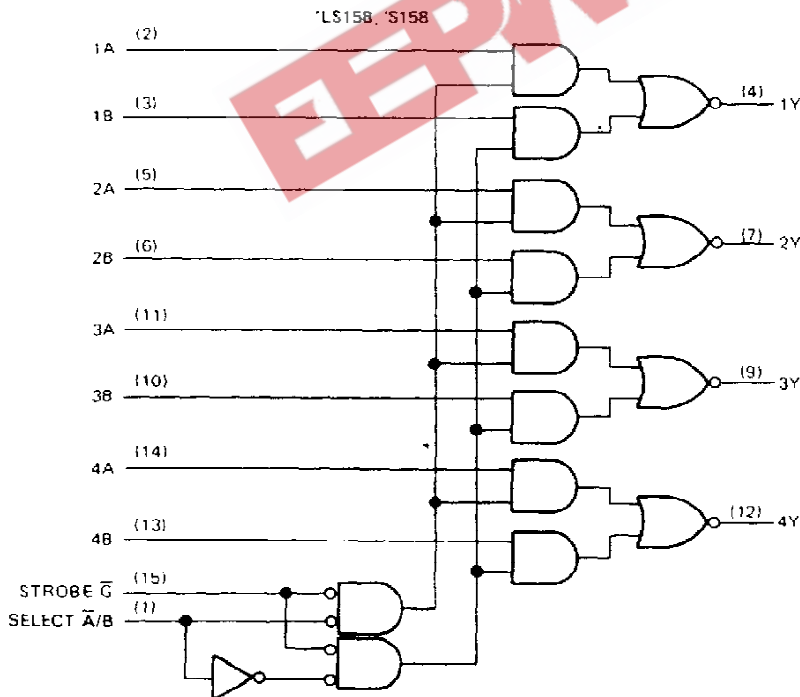 'LS158, 'S158
1A (2)
1B (3)
(4) 1Y
2A (5)
2B (6)
(7) 2Y
3A (11)
3B (10)
(9) 3Y
4A (14)
4B (13)
(12) 4Y
STROBE G̅ (15)
SELECT A̅/B (1)